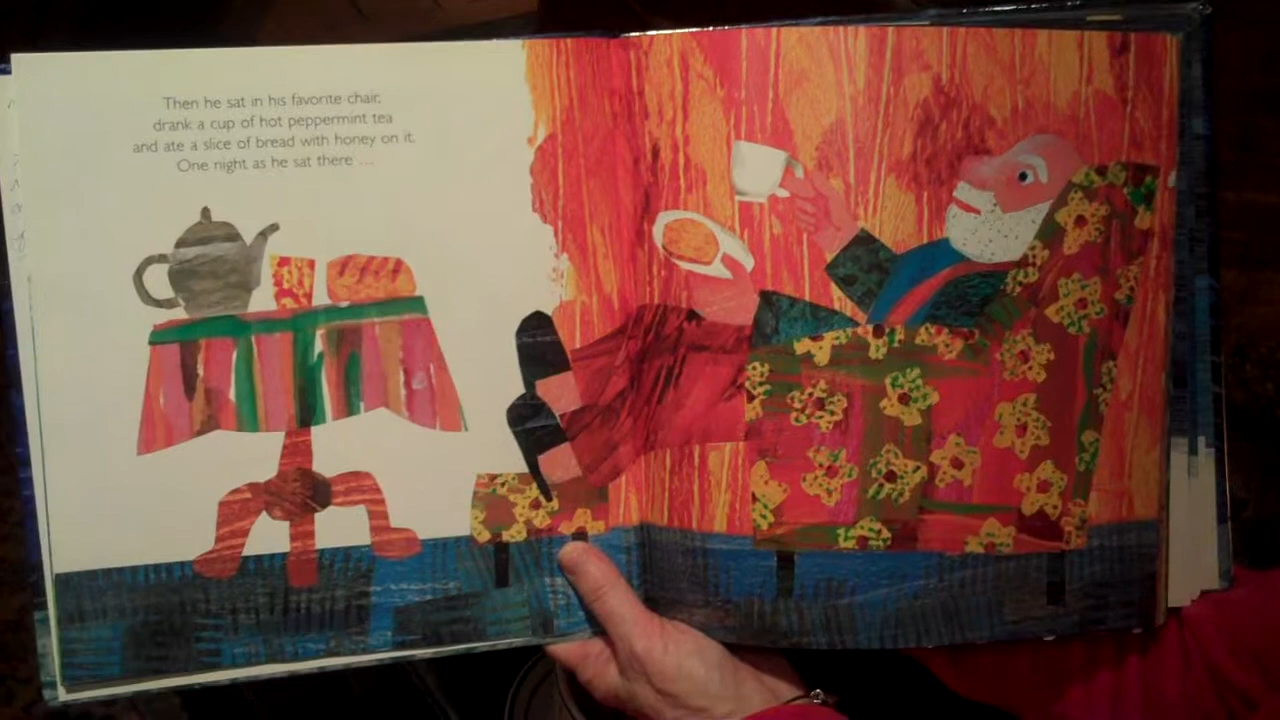 Then he sat in his favorite chair,
drank a cup of hot peppermint tea
and ate a slice of bread with honey on it.
One night as he sat there ...